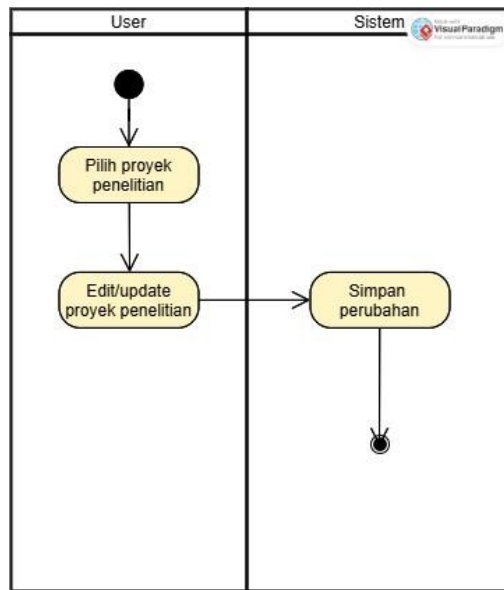 User
Sistem
Visual Paradigm
Pilih proyek
penelitian
Edit/update
proyek penelitian
Simpan
perubahan